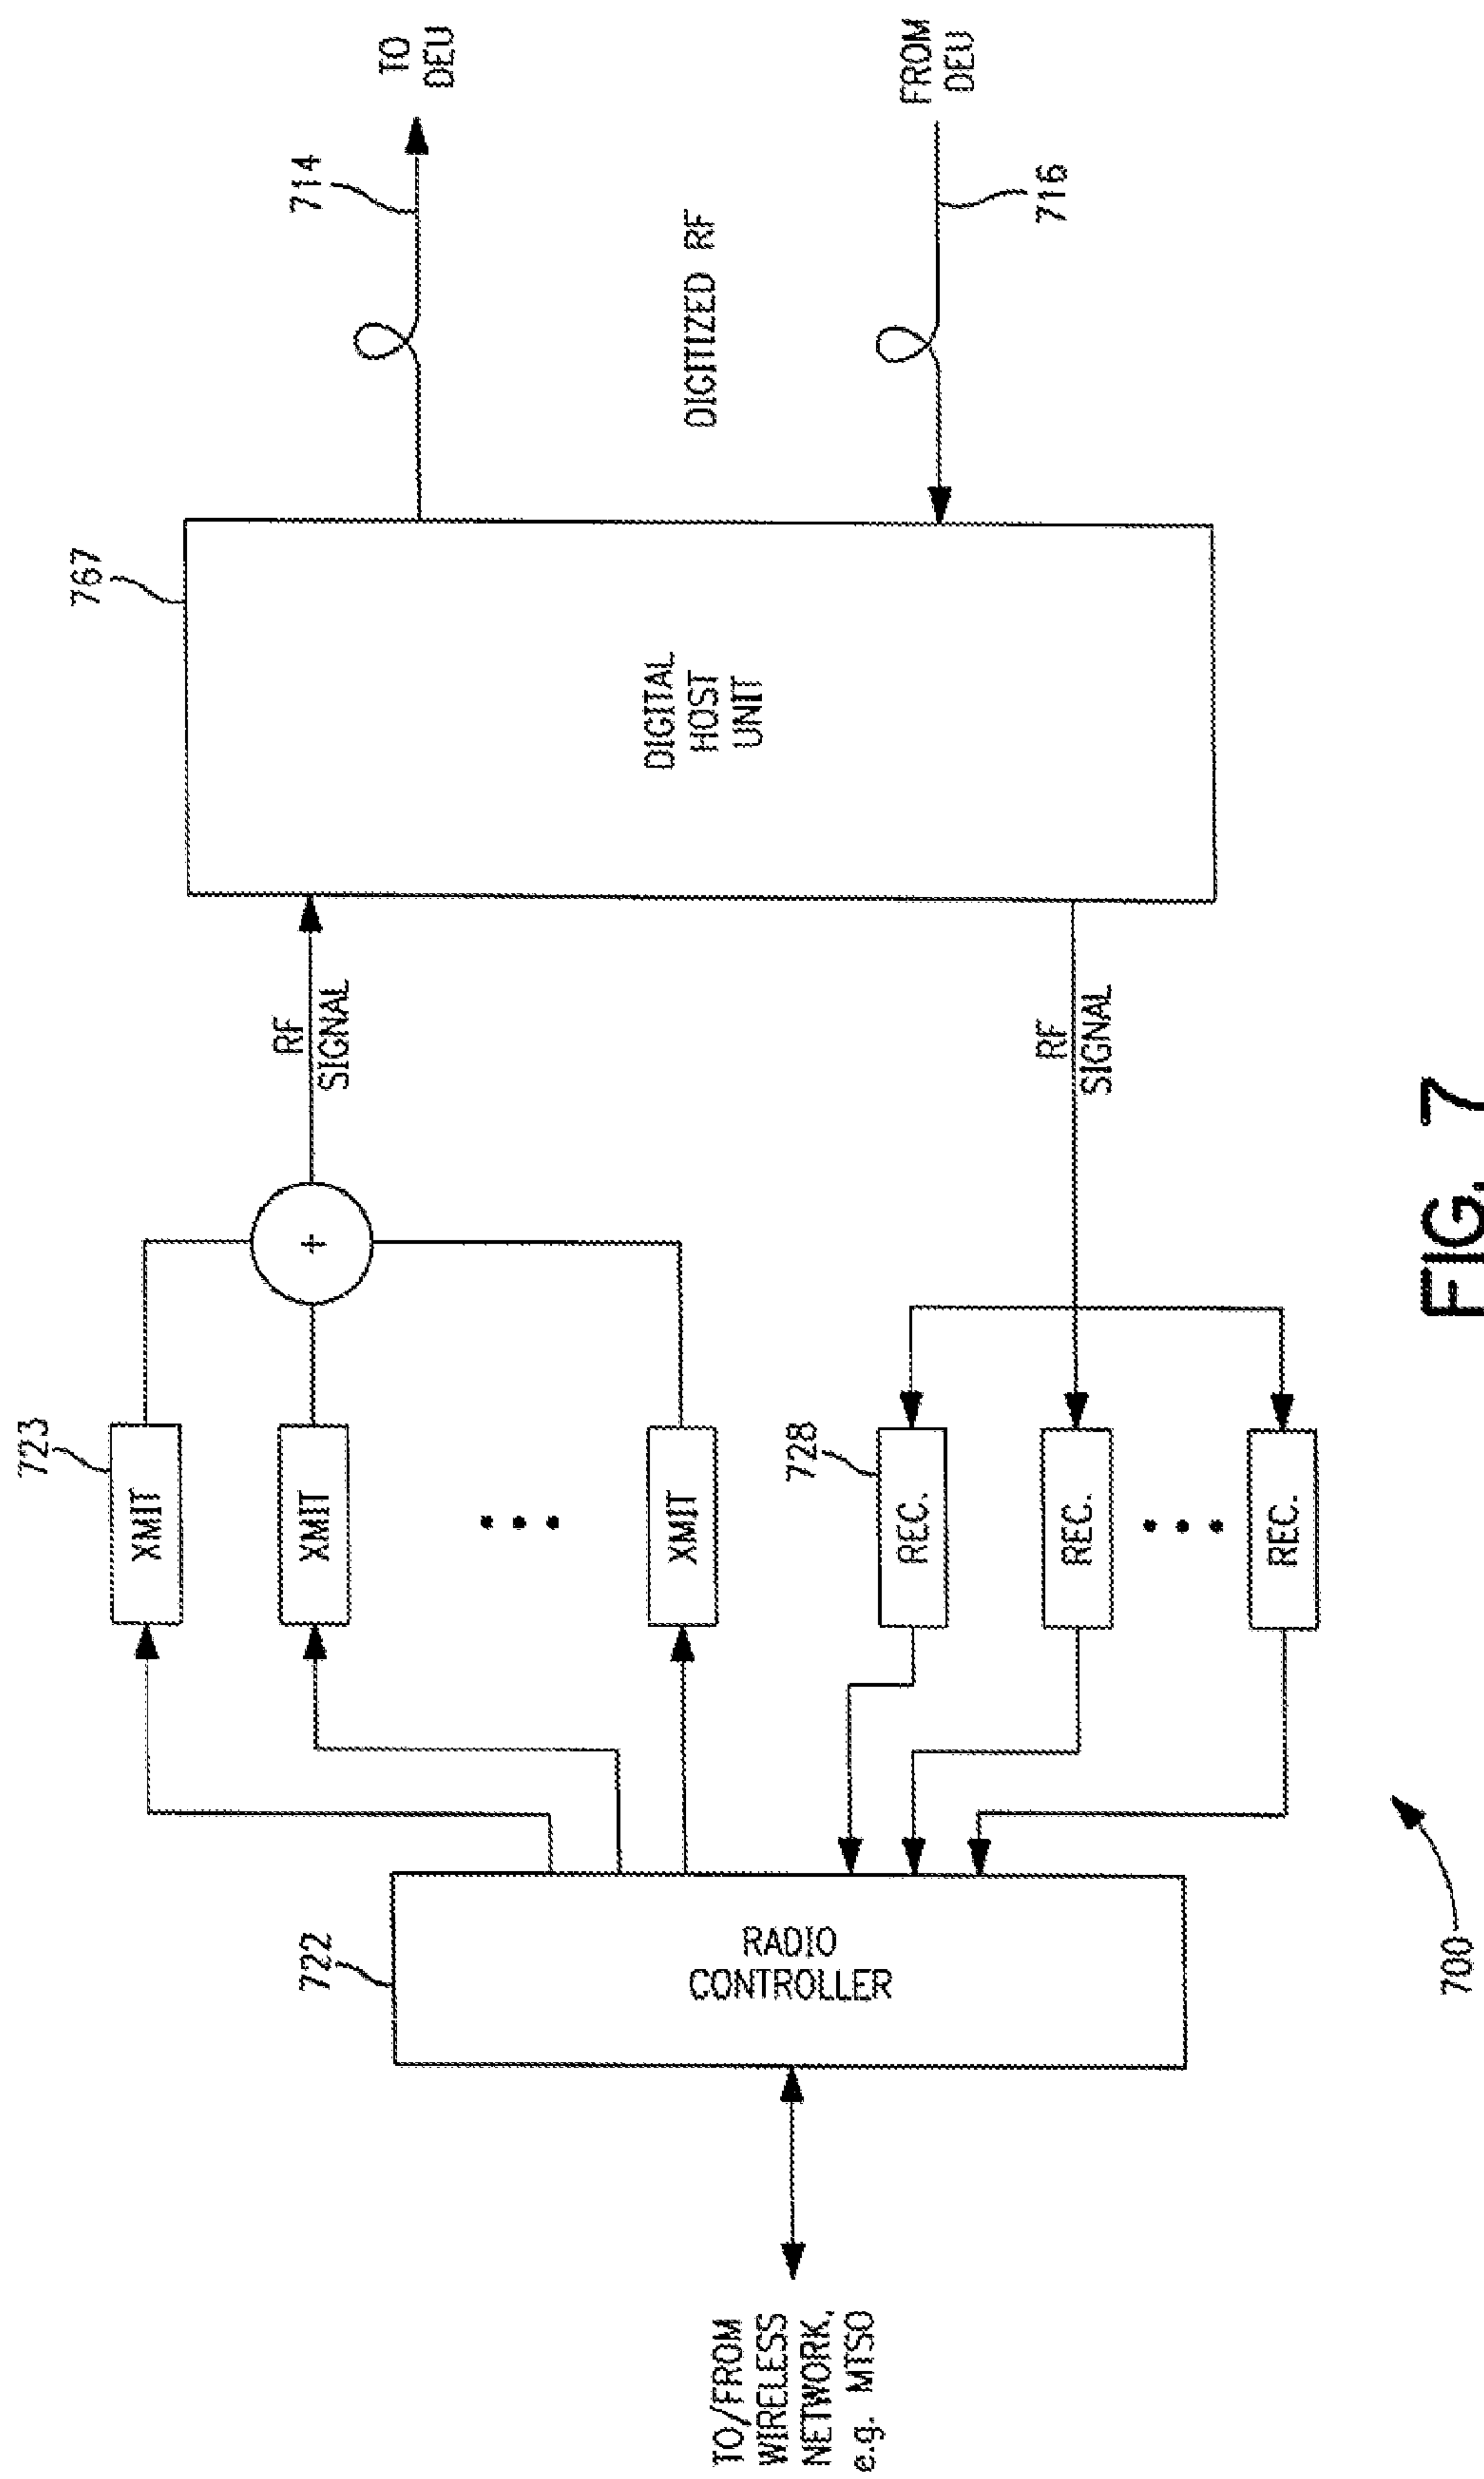 723
XMIT
XMIT
XMIT
728
REC.
REC.
REC.
722
RADIO
CONTROLLER
TO/FROM
WIRELESS
NETWORK,
e.g. MTSO
+
RF
SIGNAL
RF
SIGNAL
767
DIGITAL
HOST
UNIT
714
TO
DEU
DIGITIZED RF
FROM
DEU
716
700
FIG. 7